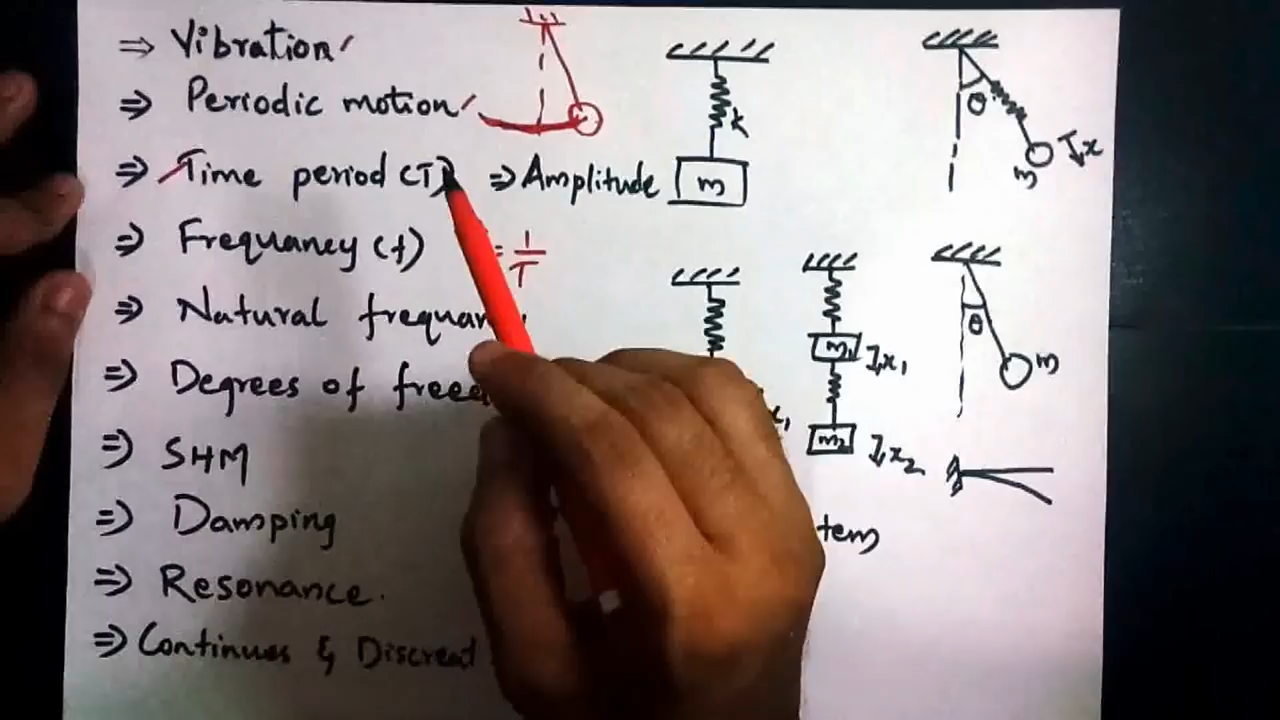 ⇒ Vibration
⇒ Periodic motion
⇒ Time period (T) ⇒ Amplitude
⇒ Frequancy (f) = 1/T
⇒ Natural
⇒ Degrees of
⇒ SHM
⇒ Damping
⇒ Resonance.
⇒ Continues & Discread
k
m
θ
m
x
m₁
x₁
m₂
x₂
θ
m